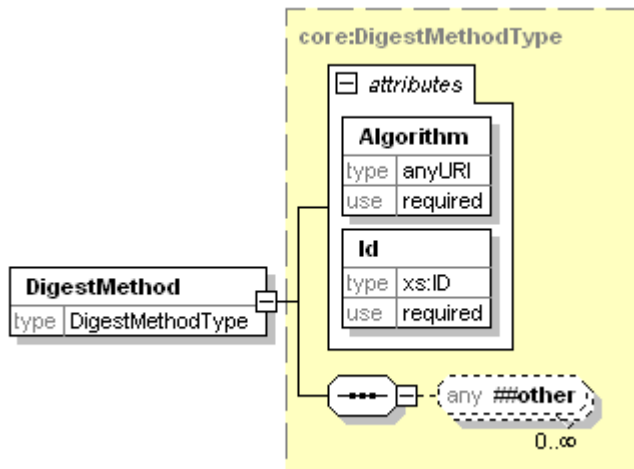 core:DigestMethodType
attributes
Algorithm
type anyURI
use required
Id
type xs:ID
use required
DigestMethod
type DigestMethodType
any ##other
0..∞